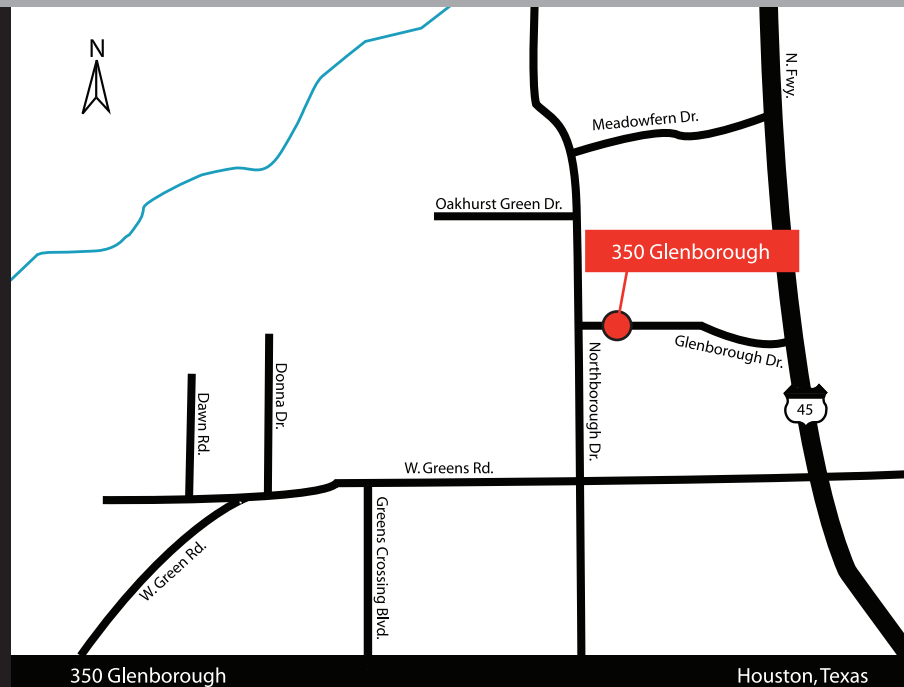 N
N. Fwy.
Meadowfern Dr.
Oakhurst Green Dr.
350 Glenborough
Glenborough Dr.
Northborough Dr.
Donna Dr.
Dawn Rd.
45
W. Greens Rd.
Greens Crossing Blvd.
W. Green Rd.
350 Glenborough
Houston, Texas